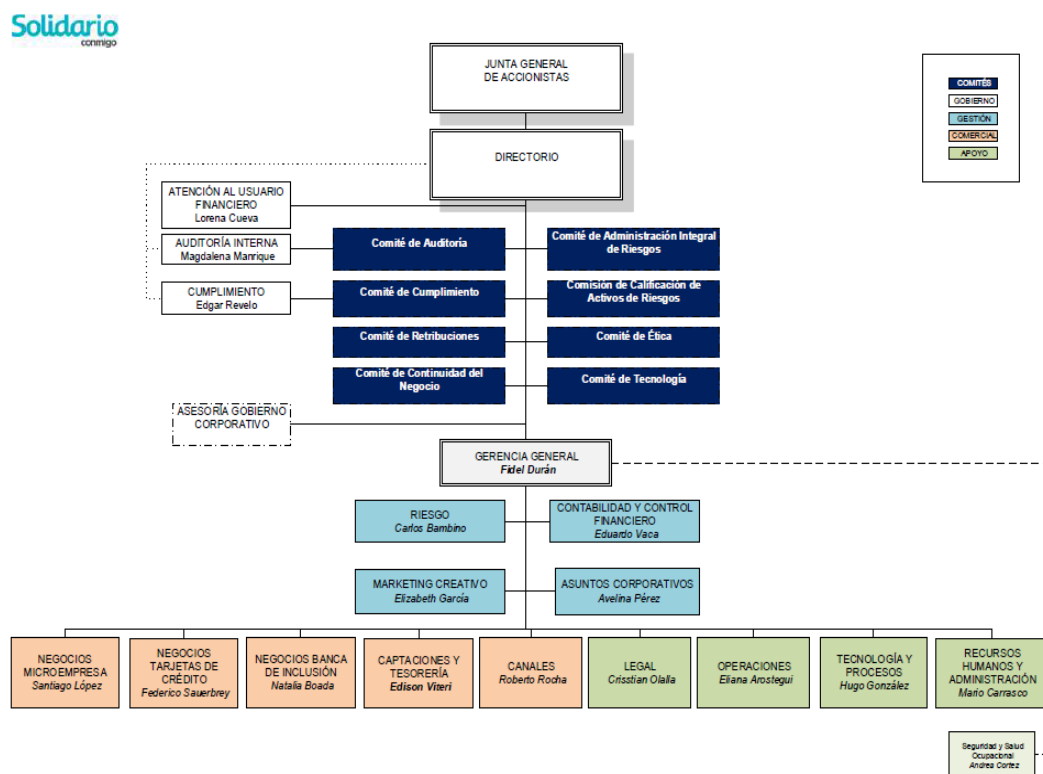 Solidario
conmigo
JUNTA GENERAL
DE ACCIONISTAS
COMITÉS
GOBIERNO
GESTIÓN
COMERCIAL
APOYO
DIRECTORIO
ATENCIÓN AL USUARIO
FINANCIERO
Lorena Cueva
AUDITORÍA INTERNA
Magdalena Manrique
Comité de Auditoría
Comité de Administración Integral
de Riesgos
CUMPLIMIENTO
Edgar Revelo
Comité de Cumplimiento
Comisión de Calificación de
Activos de Riesgos
Comité de Retribuciones
Comité de Ética
Comité de Continuidad del
Negocio
Comité de Tecnología
ASESORÍA GOBIERNO
CORPORATIVO
GERENCIA GENERAL
Fidel Durán
RIESGO
Carlos Bambino
CONTABILIDAD Y CONTROL
FINANCIERO
Eduardo Vaca
MARKETING CREATIVO
Elizabeth García
ASUNTOS CORPORATIVOS
Avelina Pérez
NEGOCIOS
MICROEMPRESA
Santiago López
NEGOCIOS
TARJETAS DE
CRÉDITO
Federico Sauerbrey
NEGOCIOS BANCA
DE INCLUSIÓN
Natalia Boada
CAPTACIONES Y
TESORERÍA
Edison Viteri
CANALES
Roberto Rocha
LEGAL
Crisstian Olalla
OPERACIONES
Eliana Arostegui
TECNOLOGÍA Y
PROCESOS
Hugo González
RECURSOS
HUMANOS Y
ADMINISTRACIÓN
Mario Carrasco
Seguridad y Salud
Ocupacional
Andrea Cortez